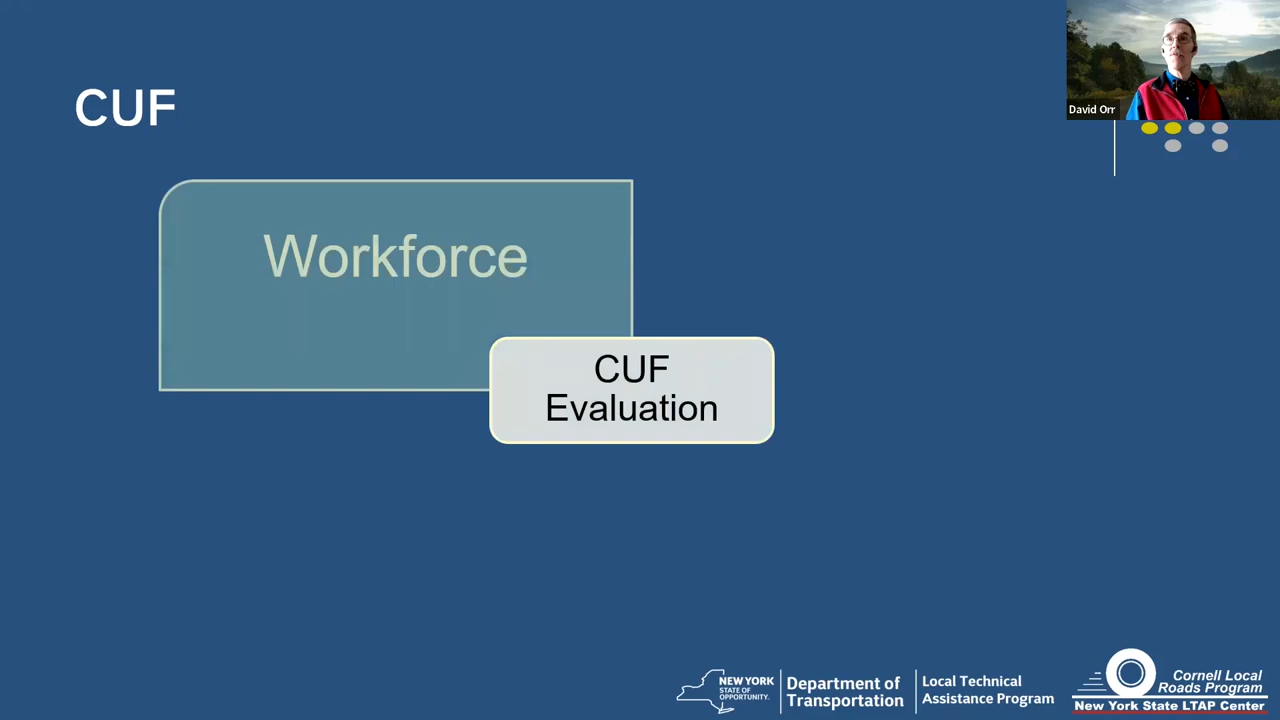 CUF
David Orr
Workforce
CUF
Evaluation
NEW YORK
STATE OF
OPPORTUNITY.
Department of
Transportation
Local Technical
Assistance Program
Cornell Local
Roads Program
New York State LTAP Center